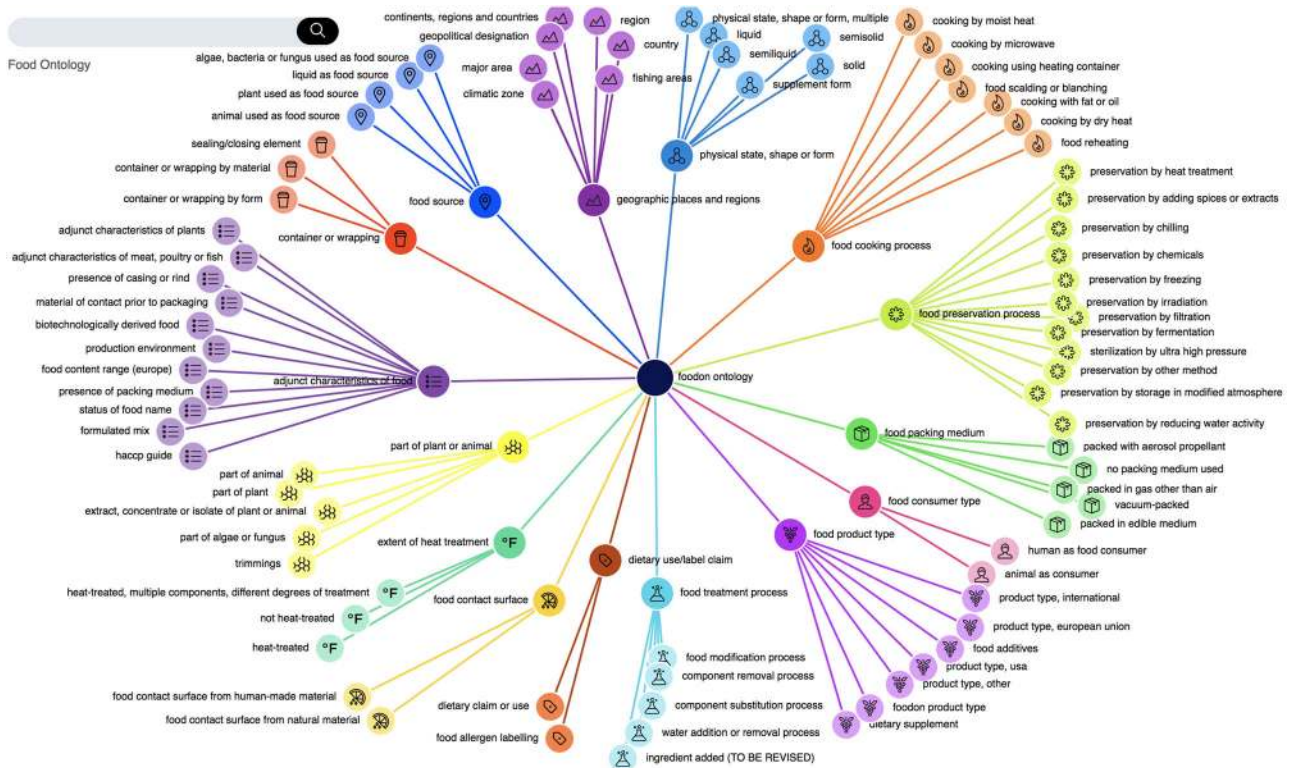 Food Ontology
continents, regions and countries
region
geopolitical designation
country
major area
fishing areas
climatic zone
geographic places and regions
physical state, shape or form, multiple
liquid
semisolid
semiliquid
solid
supplement form
physical state, shape or form
cooking by moist heat
cooking by microwave
cooking using heating container
food scalding or blanching
cooking with fat or oil
cooking by dry heat
food reheating
food cooking process
algae, bacteria or fungus used as food source
liquid as food source
plant used as food source
animal used as food source
food source
sealing/closing element
container or wrapping by material
container or wrapping by form
container or wrapping
adjunct characteristics of plants
adjunct characteristics of meat, poultry or fish
presence of casing or rind
material of contact prior to packaging
biotechnologically derived food
production environment
food content range (europe)
presence of packing medium
status of food name
formulated mix
haccp guide
adjunct characteristics of food
foodon ontology
preservation by heat treatment
preservation by adding spices or extracts
preservation by chilling
preservation by chemicals
preservation by freezing
preservation by irradiation
preservation by filtration
preservation by fermentation
sterilization by ultra high pressure
preservation by other method
preservation by storage in modified atmosphere
preservation by reducing water activity
food preservation process
food packing medium
packed with aerosol propellant
no packing medium used
packed in gas other than air
vacuum-packed
packed in edible medium
food consumer type
human as food consumer
animal as consumer
food product type
product type, international
product type, european union
food additives
product type, usa
product type, other
foodon product type
dietary supplement
part of plant or animal
part of animal
part of plant
extract, concentrate or isolate of plant or animal
part of algae or fungus
trimmings
extent of heat treatment
°F
heat-treated, multiple components, different degrees of treatment
°F
not heat-treated
°F
heat-treated
°F
food contact surface
food contact surface from human-made material
food contact surface from natural material
dietary use/label claim
dietary claim or use
food allergen labelling
food treatment process
food modification process
component removal process
component substitution process
water addition or removal process
ingredient added (TO BE REVISED)